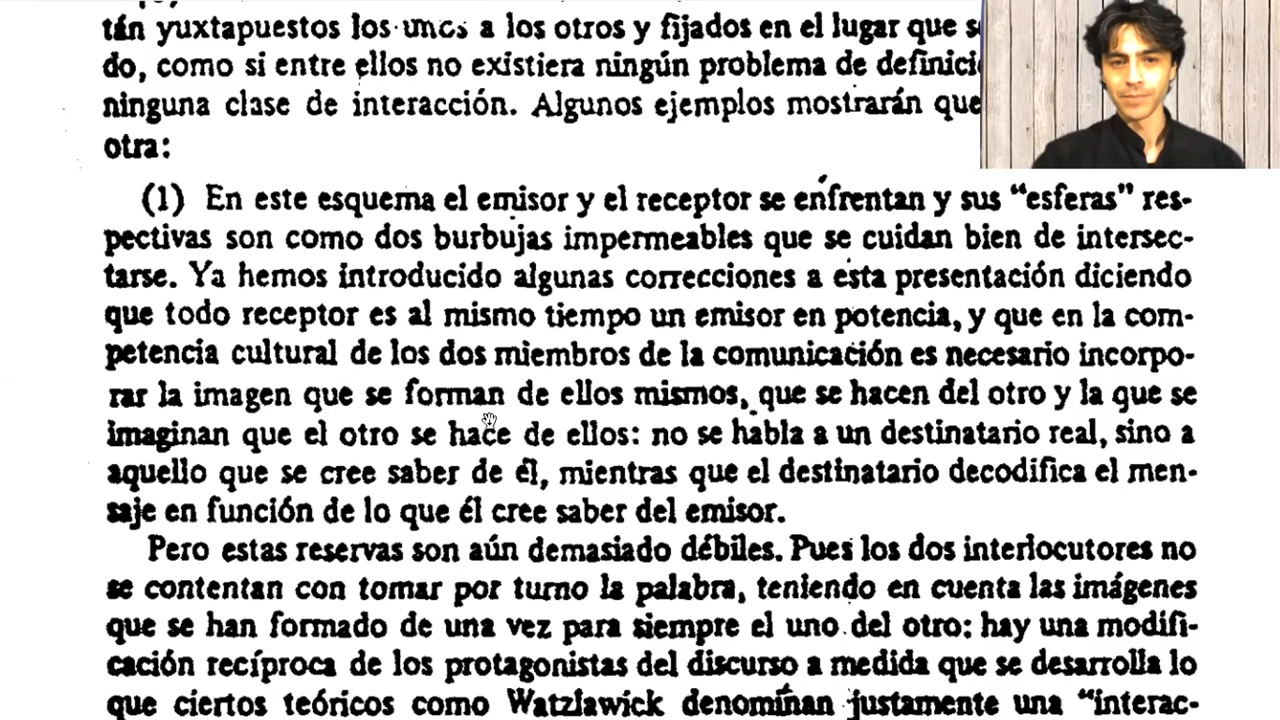 tán yuxtapuestos los unos a los otros y fijados en el lugar que
do, como si entre ellos no existiera ningún problema de
ninguna clase de interacción. Algunos ejemplos mostrarán que
otra:
(1) En este esquema el emisor y el receptor se enfrentan y sus “esferas” res-
pectivas son como dos burbujas impermeables que se cuidan bien de intersec-
tarse. Ya hemos introducido algunas correcciones a esta presentación diciendo
que todo receptor es al mismo tiempo un emisor en potencia, y que en la com-
petencia cultural de los dos miembros de la comunicación es necesario incorpo-
rar la imagen que se forman de ellos mismos, que se hacen del otro y la que se
imaginan que el otro se hace de ellos: no se habla a un destinatario real, sino a
aquello que se cree saber de él, mientras que el destinatario decodifica el men-
saje en función de lo que él cree saber del emisor.
Pero estas reservas son aún demasiado débiles. Pues los dos interlocutores no
se contentan con tomar por turno la palabra, teniendo en cuenta las imágenes
que se han formado de una vez para siempre el uno del otro: hay una modifi-
cación recíproca de los protagonistas del discurso a medida que se desarrolla lo
que ciertos teóricos como Watzlawick denominan justamente una “interac-